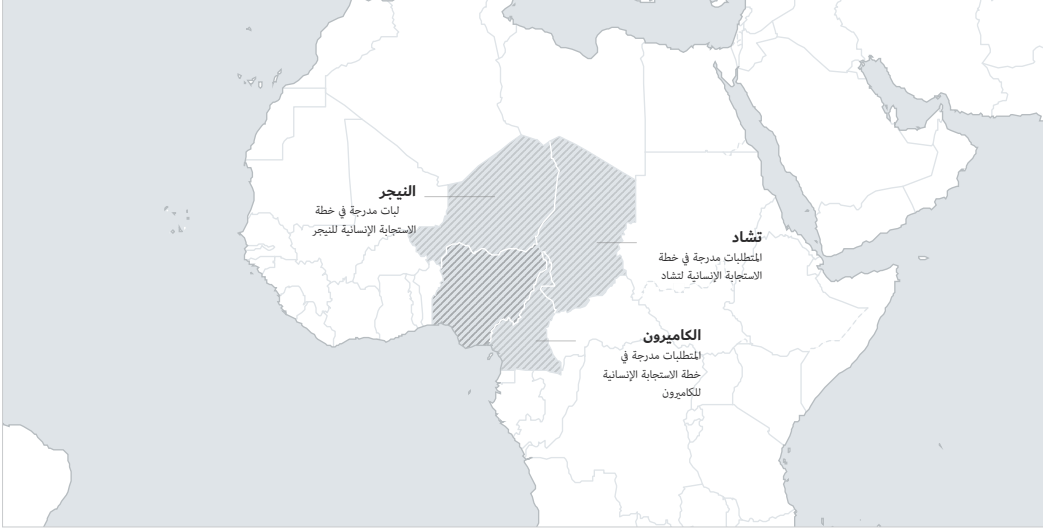 النيجر
لبات مدرجة في خطة
الاستجابة الإنسانية للنيجر
تشاد
المتطلبات مدرجة في خطة
الاستجابة الإنسانية لتشاد
الكاميرون
المتطلبات مدرجة في
خطة الاستجابة الإنسانية
للكاميرون